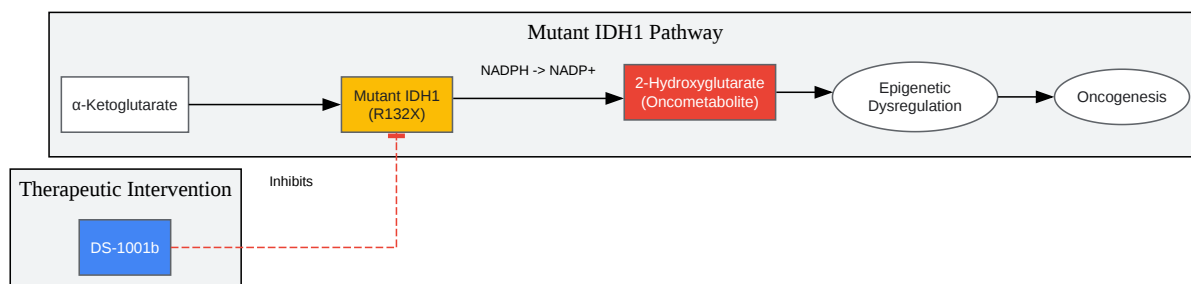 Mutant IDH1 Pathway
α-Ketoglutarate
Mutant IDH1
(R132X)
NADPH -> NADP+
2-Hydroxyglutarate
(Oncometabolite)
Epigenetic
Dysregulation
Oncogenesis
Therapeutic Intervention
DS-1001b
Inhibits